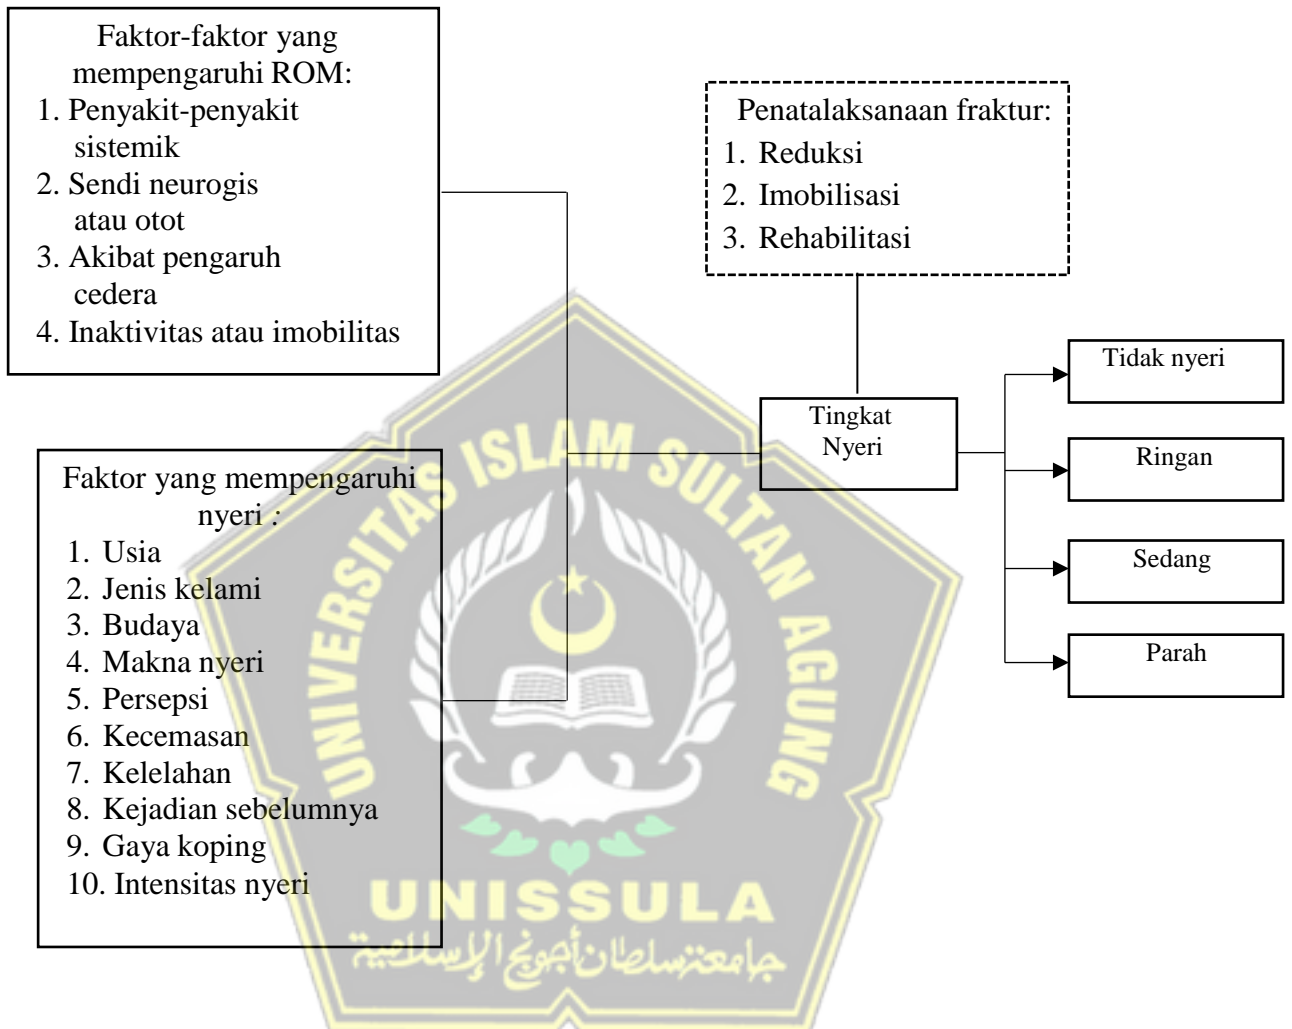 Faktor-faktor yang
mempengaruhi ROM:
1. Penyakit-penyakit
sistemik
2. Sendi neurogis
atau otot
3. Akibat pengaruh
cedera
4. Inaktivitas atau imobilitas
Faktor yang mempengaruhi
nyeri :
1. Usia
2. Jenis kelami
3. Budaya
4. Makna nyeri
5. Persepsi
6. Kecemasan
7. Kelelahan
8. Kejadian sebelumnya
9. Gaya koping
10. Intensitas nyeri
Penatalaksanaan fraktur:
1. Reduksi
2. Imobilisasi
3. Rehabilitasi
Tingkat
Nyeri
Tidak nyeri
Ringan
Sedang
Parah
UNIVERSITAS ISLAM SULTAN AGUNG
UNISSULA
جامعة سلطان أجونج الإسلامية